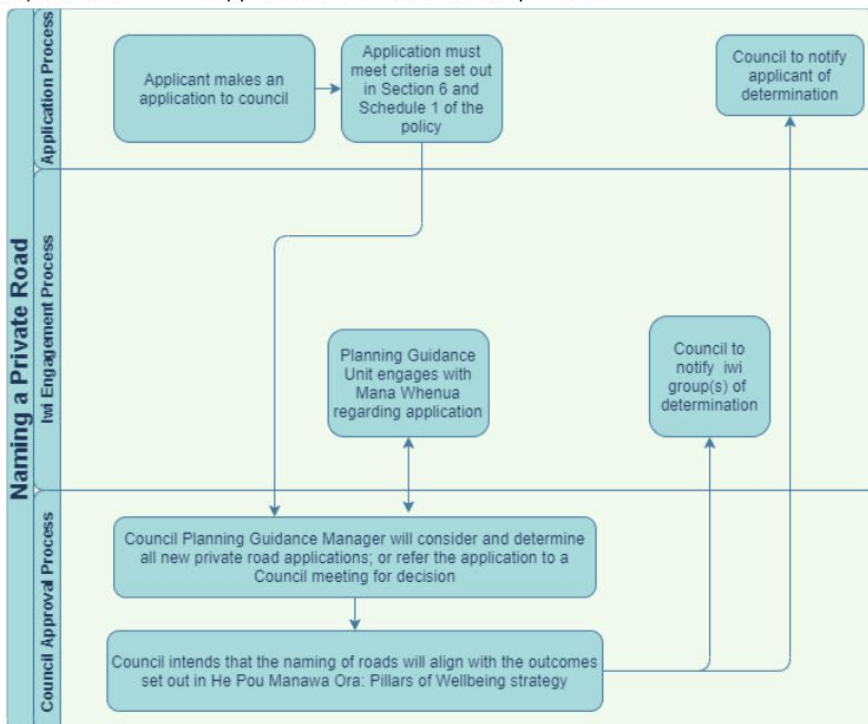 Naming a Private Road
Application Process
Applicant makes an
application to council
Application must
meet criteria set out
in Section 6 and
Schedule 1 of the
policy
Council to notify
applicant of
determination
Iwi Engagement Process
Planning Guidance
Unit engages with
Mana Whenua
regarding application
Council to
notify iwi
group(s) of
determination
Council Approval Process
Council Planning Guidance Manager will consider and determine
all new private road applications; or refer the application to a
Council meeting for decision
Council intends that the naming of roads will align with the outcomes
set out in He Pou Manawa Ora: Pillars of Wellbeing strategy